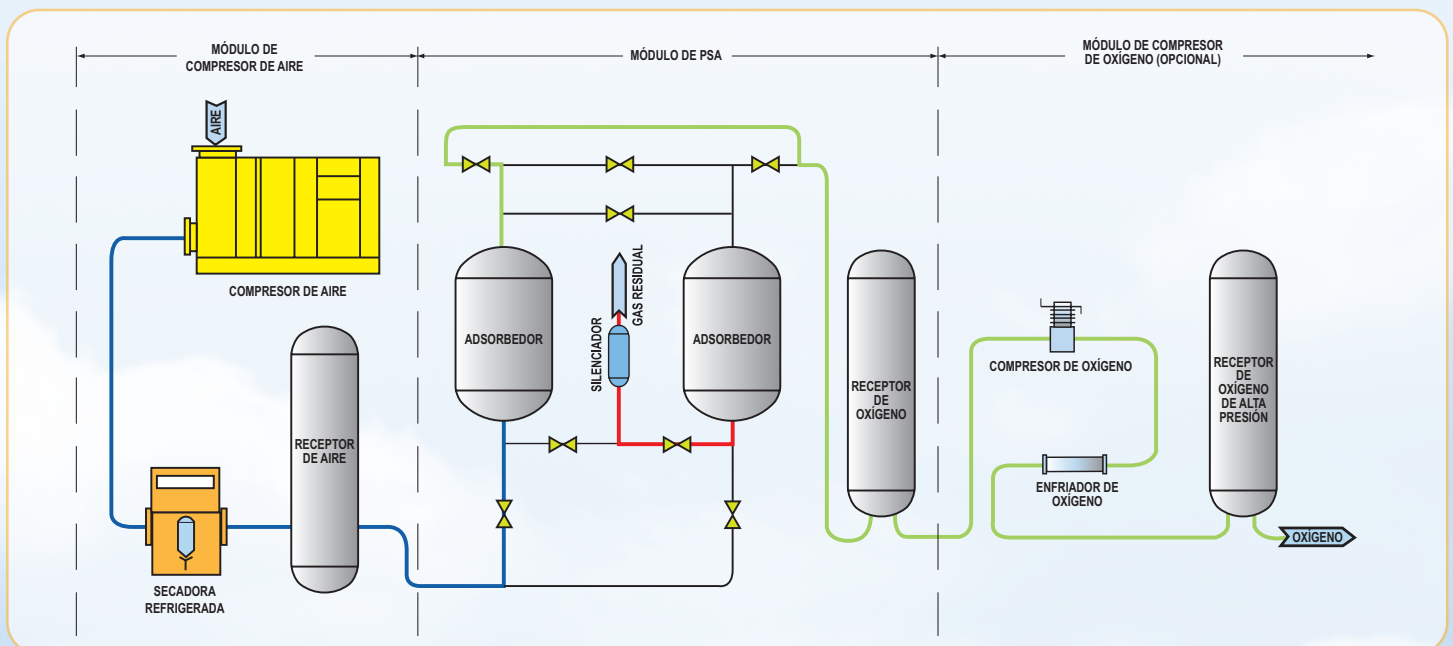 MÓDULO DE
COMPRESOR DE AIRE
MÓDULO DE PSA
MÓDULO DE COMPRESOR
DE OXÍGENO (OPCIONAL)
AIRE
COMPRESOR DE AIRE
RECEPTOR
DE AIRE
SECADORA
REFRIGERADA
ADSORBEDOR
SILENCIADOR
GAS RESIDUAL
ADSORBEDOR
RECEPTOR
DE
OXÍGENO
COMPRESOR DE OXÍGENO
ENFRIADOR DE
OXÍGENO
RECEPTOR
DE
OXÍGENO
DE ALTA
PRESIÓN
OXÍGENO